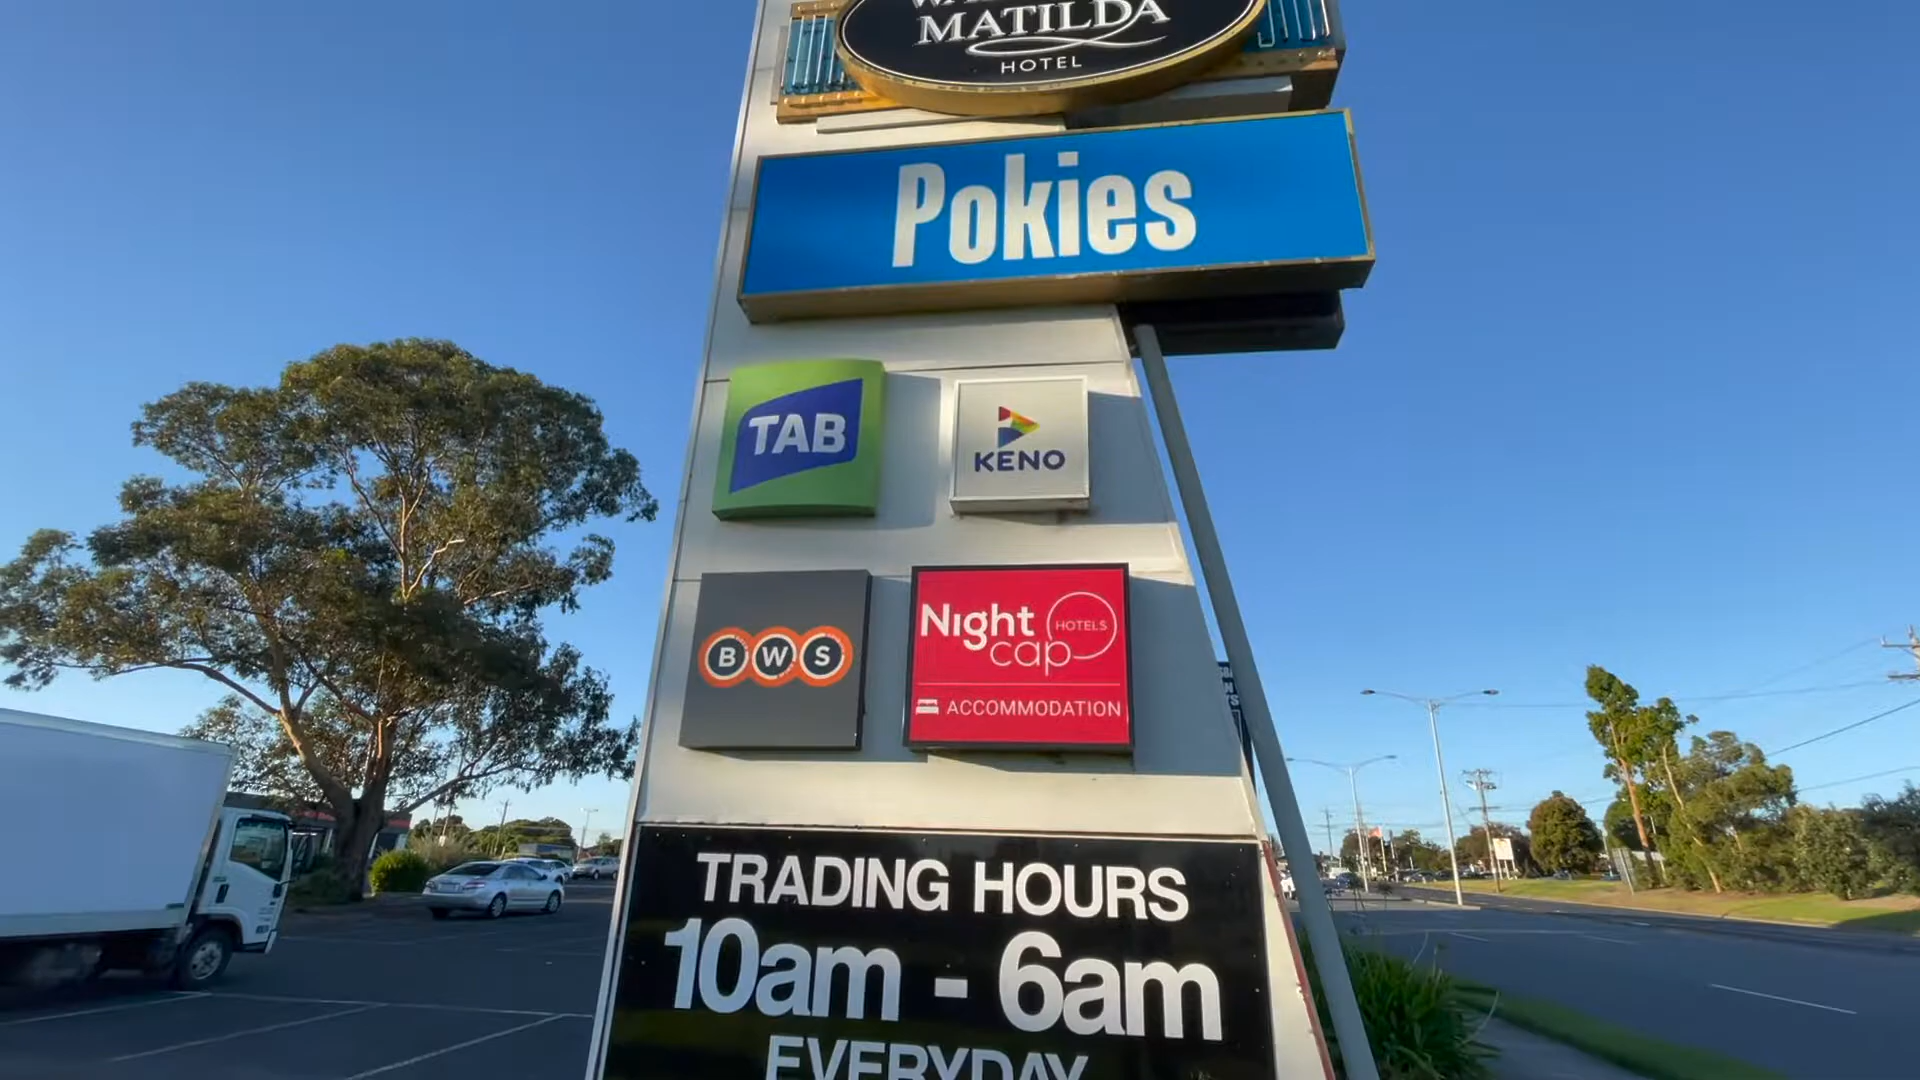 MATILDA
HOTEL
Pokies
TAB
KENO
BWS
Night
cap
HOTELS
ACCOMMODATION
TRADING HOURS
10am - 6am
EVERYDAY